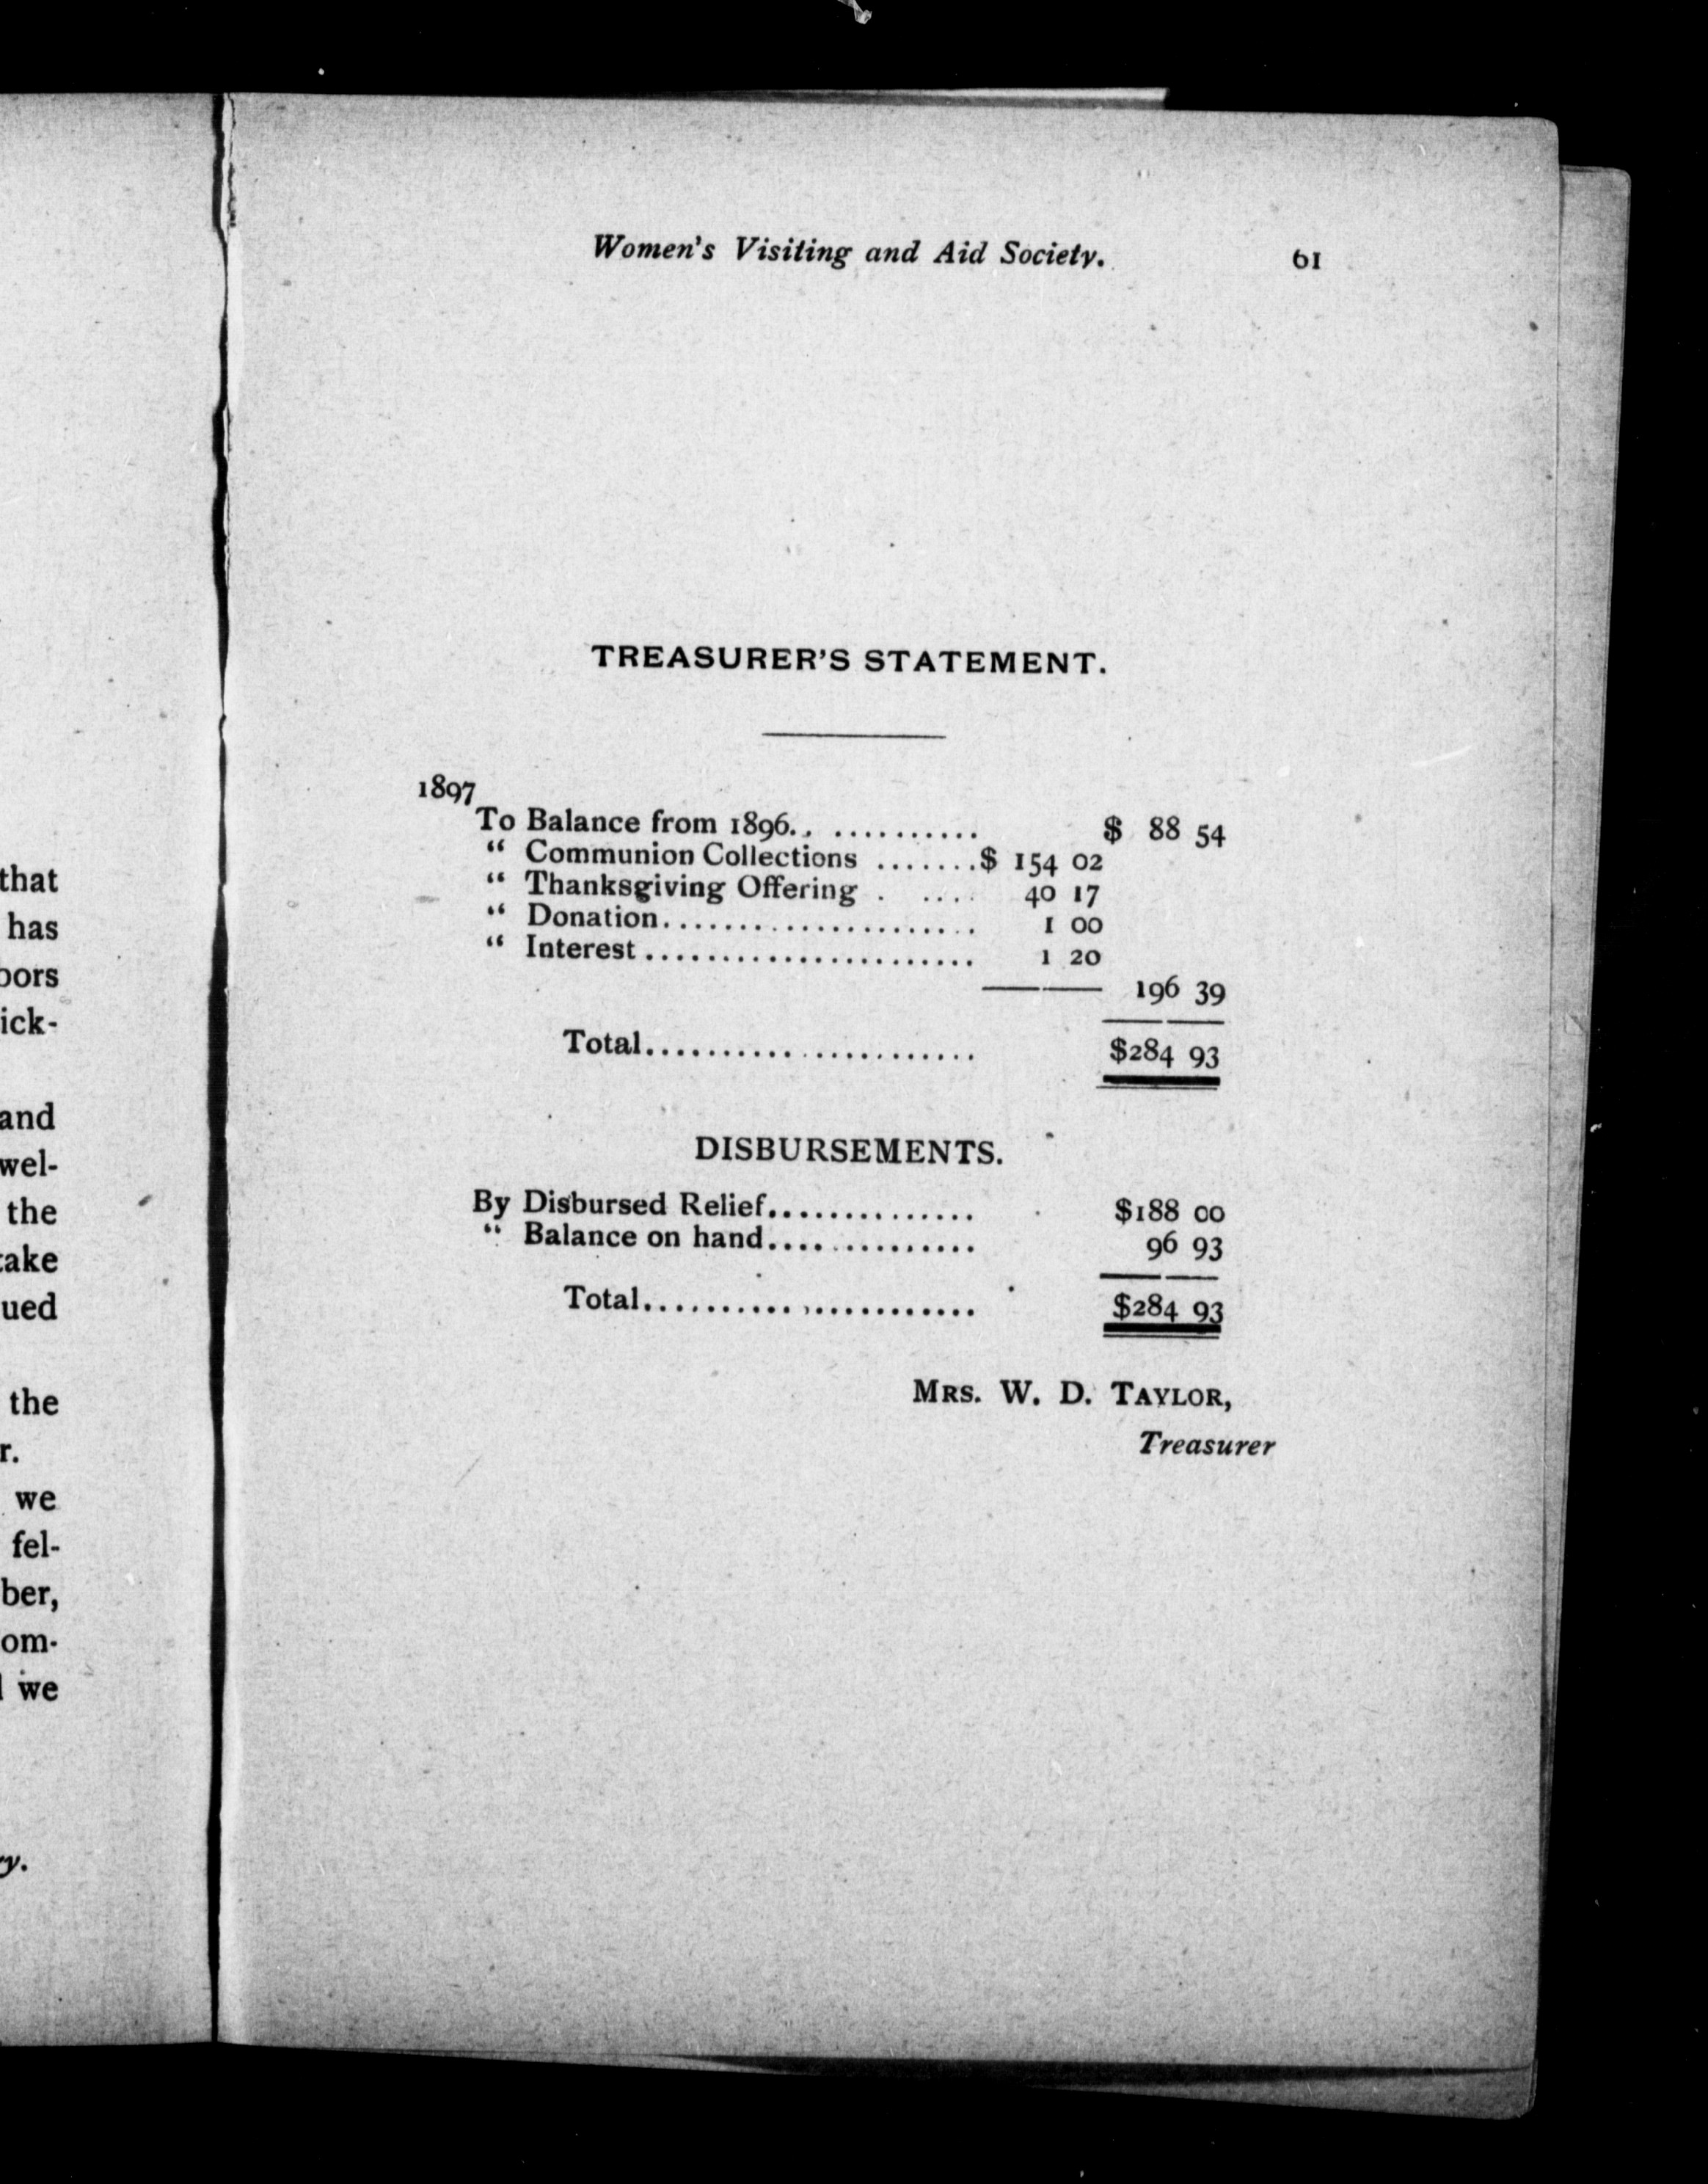 Women's Visiting and Aid Society. 61
TREASURER'S STATEMENT.
1897
To Balance from 1896.. .......... $ 88 54
“ Communion Collections .......$ 154 02
“ Thanksgiving Offering . .... 40 17
“ Donation...................... 1 00
“ Interest....................... 1 20
196 39
Total....................... $284 93
DISBURSEMENTS.
By Disbursed Relief.............. $188 00
“ Balance on hand.............. 96 93
Total....................... $284 93
MRS. W. D. TAYLOR,
Treasurer
that
has
ick-
and
wel-
the
ued
the
r.
we
fel-
ber,
om-
we